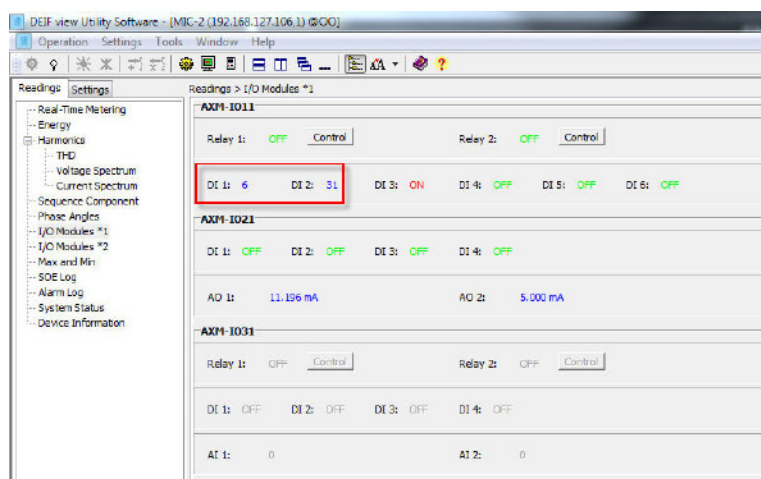 DEIF view Utility Software - [MIC-2 (192.168.127.106.1) @OO]
Operation Settings Tools Window Help
Readings Settings
Readings > I/O Modules *1
Real-Time Metering
Energy
Harmonics
THD
Voltage Spectrum
Current Spectrum
Sequence Component
Phase Angles
I/O Modules *1
I/O Modules *2
Max and Min
SOE Log
Alarm Log
System Status
Device Information
AXM-IO11
Relay 1: OFF Control Relay 2: OFF Control
DI 1: 6 DI 2: 31 DI 3: ON DI 4: OFF DI 5: OFF DI 6: OFF
AXM-IO21
DI 1: OFF DI 2: OFF DI 3: OFF DI 4: OFF
AO 1: 11.196 mA AO 2: 5.000 mA
AXM-IO31
Relay 1: OFF Control Relay 2: OFF Control
DI 1: OFF DI 2: OFF DI 3: OFF DI 4: OFF
AI 1: 0 AI 2: 0